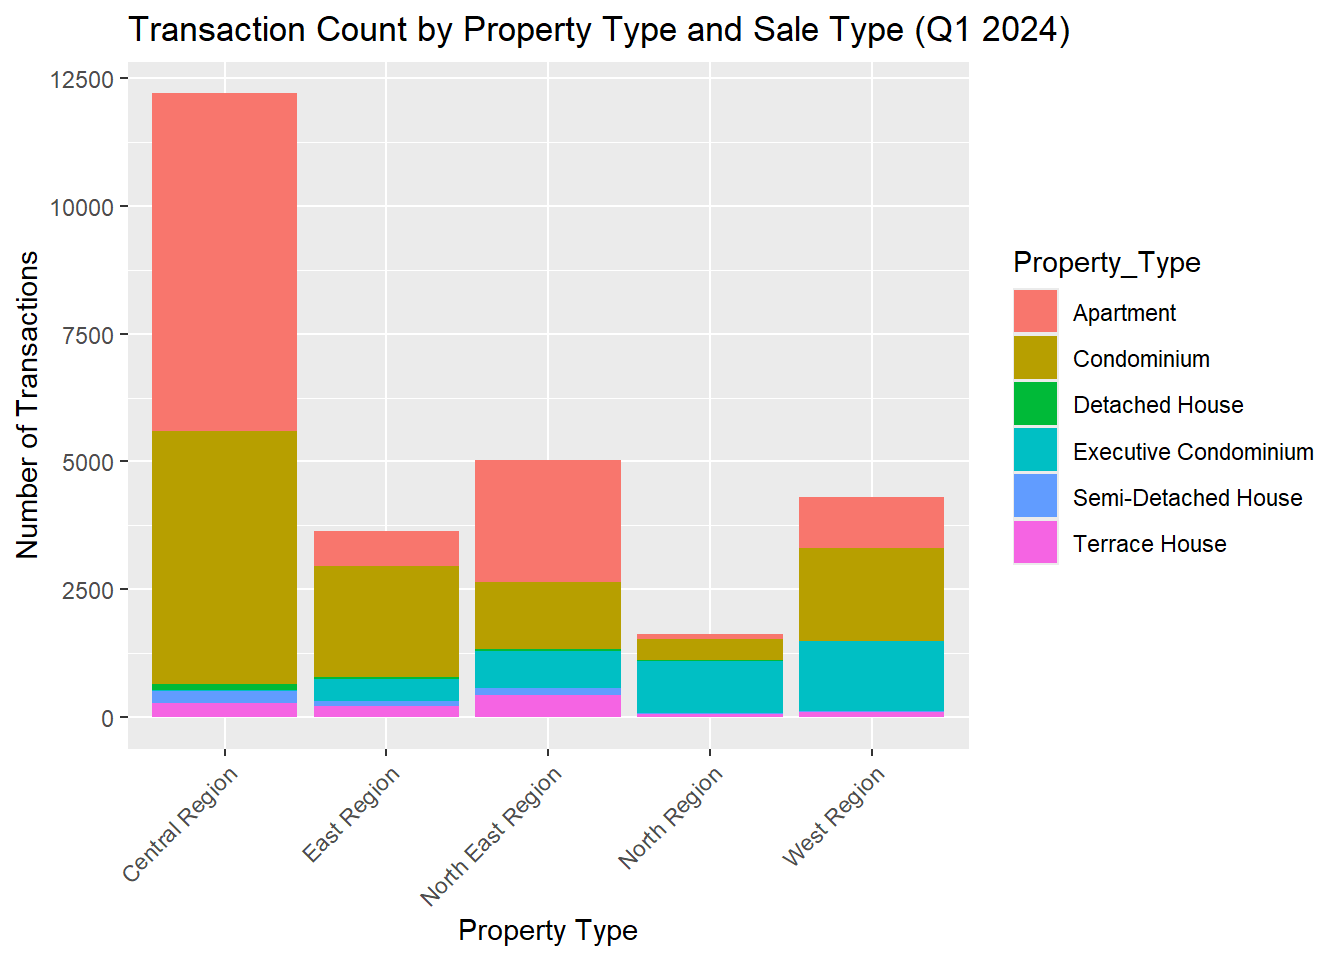 Transaction Count by Property Type and Sale Type (Q1 2024)
Number of Transactions
12500
10000
7500
5000
2500
0
Central Region
East Region
North East Region
North Region
West Region
Property Type
Property_Type
Apartment
Condominium
Detached House
Executive Condominium
Semi-Detached House
Terrace House